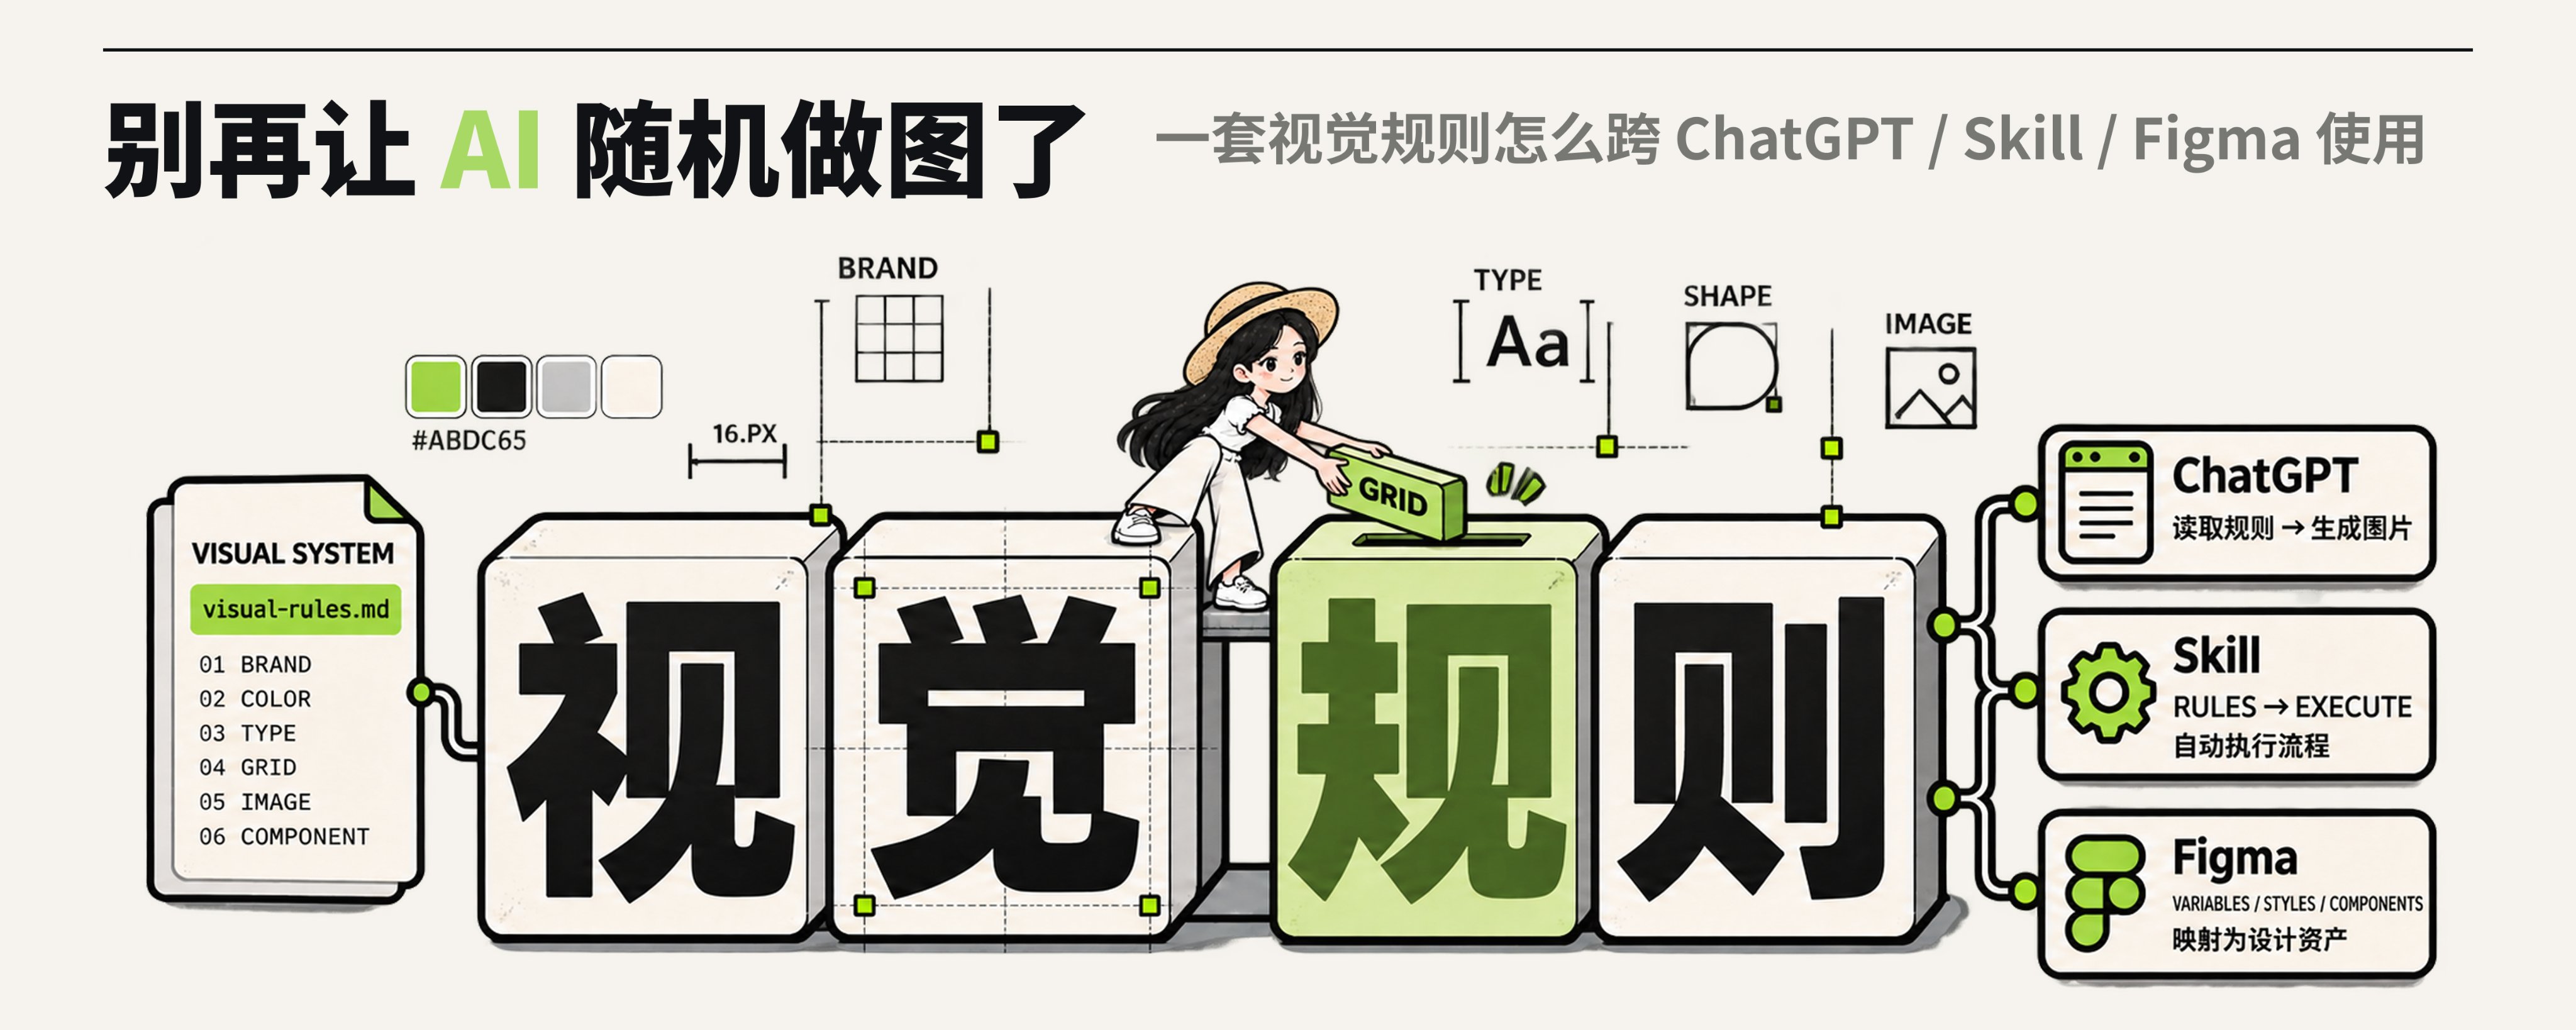 别再让 AI 随机做图了
一套视觉规则怎么跨 ChatGPT / Skill / Figma 使用
BRAND
TYPE
Aa
SHAPE
IMAGE
#ABDC65
16.PX
GRID
VISUAL SYSTEM
visual-rules.md
01 BRAND
02 COLOR
03 TYPE
04 GRID
05 IMAGE
06 COMPONENT
视觉规则
ChatGPT
读取规则 → 生成图片
Skill
RULES → EXECUTE
自动执行流程
Figma
VARIABLES / STYLES / COMPONENTS
映射为设计资产